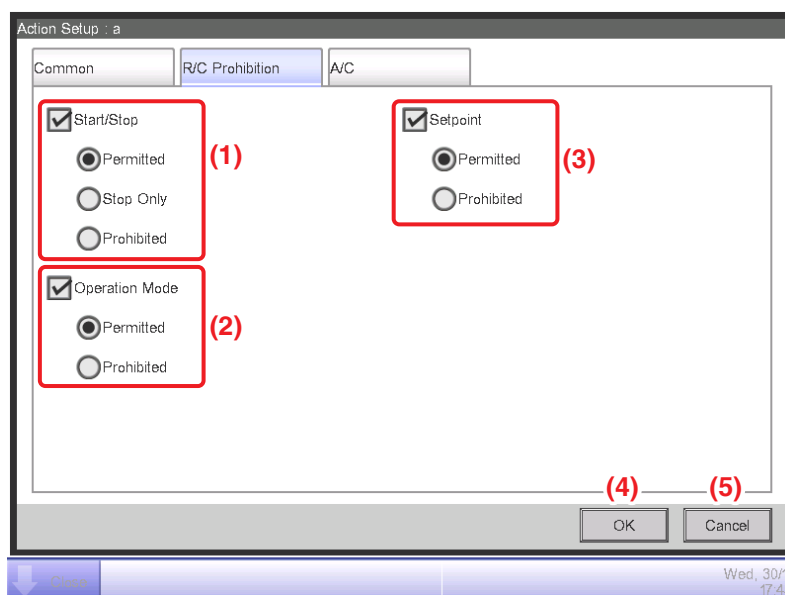 Action Setup : a
Common
R/C Prohibition
A/C
Start/Stop
Permitted
Stop Only
Prohibited
(1)
Operation Mode
Permitted
Prohibited
(2)
Setpoint
Permitted
Prohibited
(3)
(4)
(5)
OK
Cancel
Wed, 30/